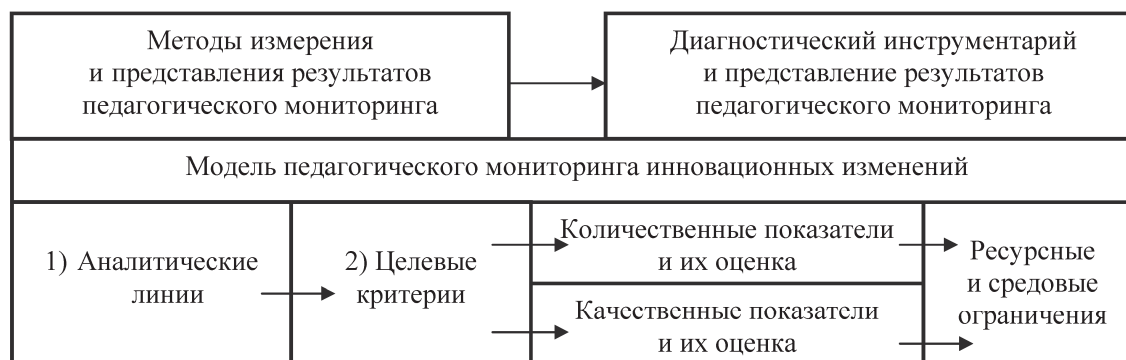 Методы измерения
и представления результатов
педагогического мониторинга
Диагностический инструментарий
и представление результатов
педагогического мониторинга
Модель педагогического мониторинга инновационных изменений
1) Аналитические
линии
2) Целевые
критерии
Количественные показатели
и их оценка
Качественные показатели
и их оценка
Ресурсные
и средовые
ограничения